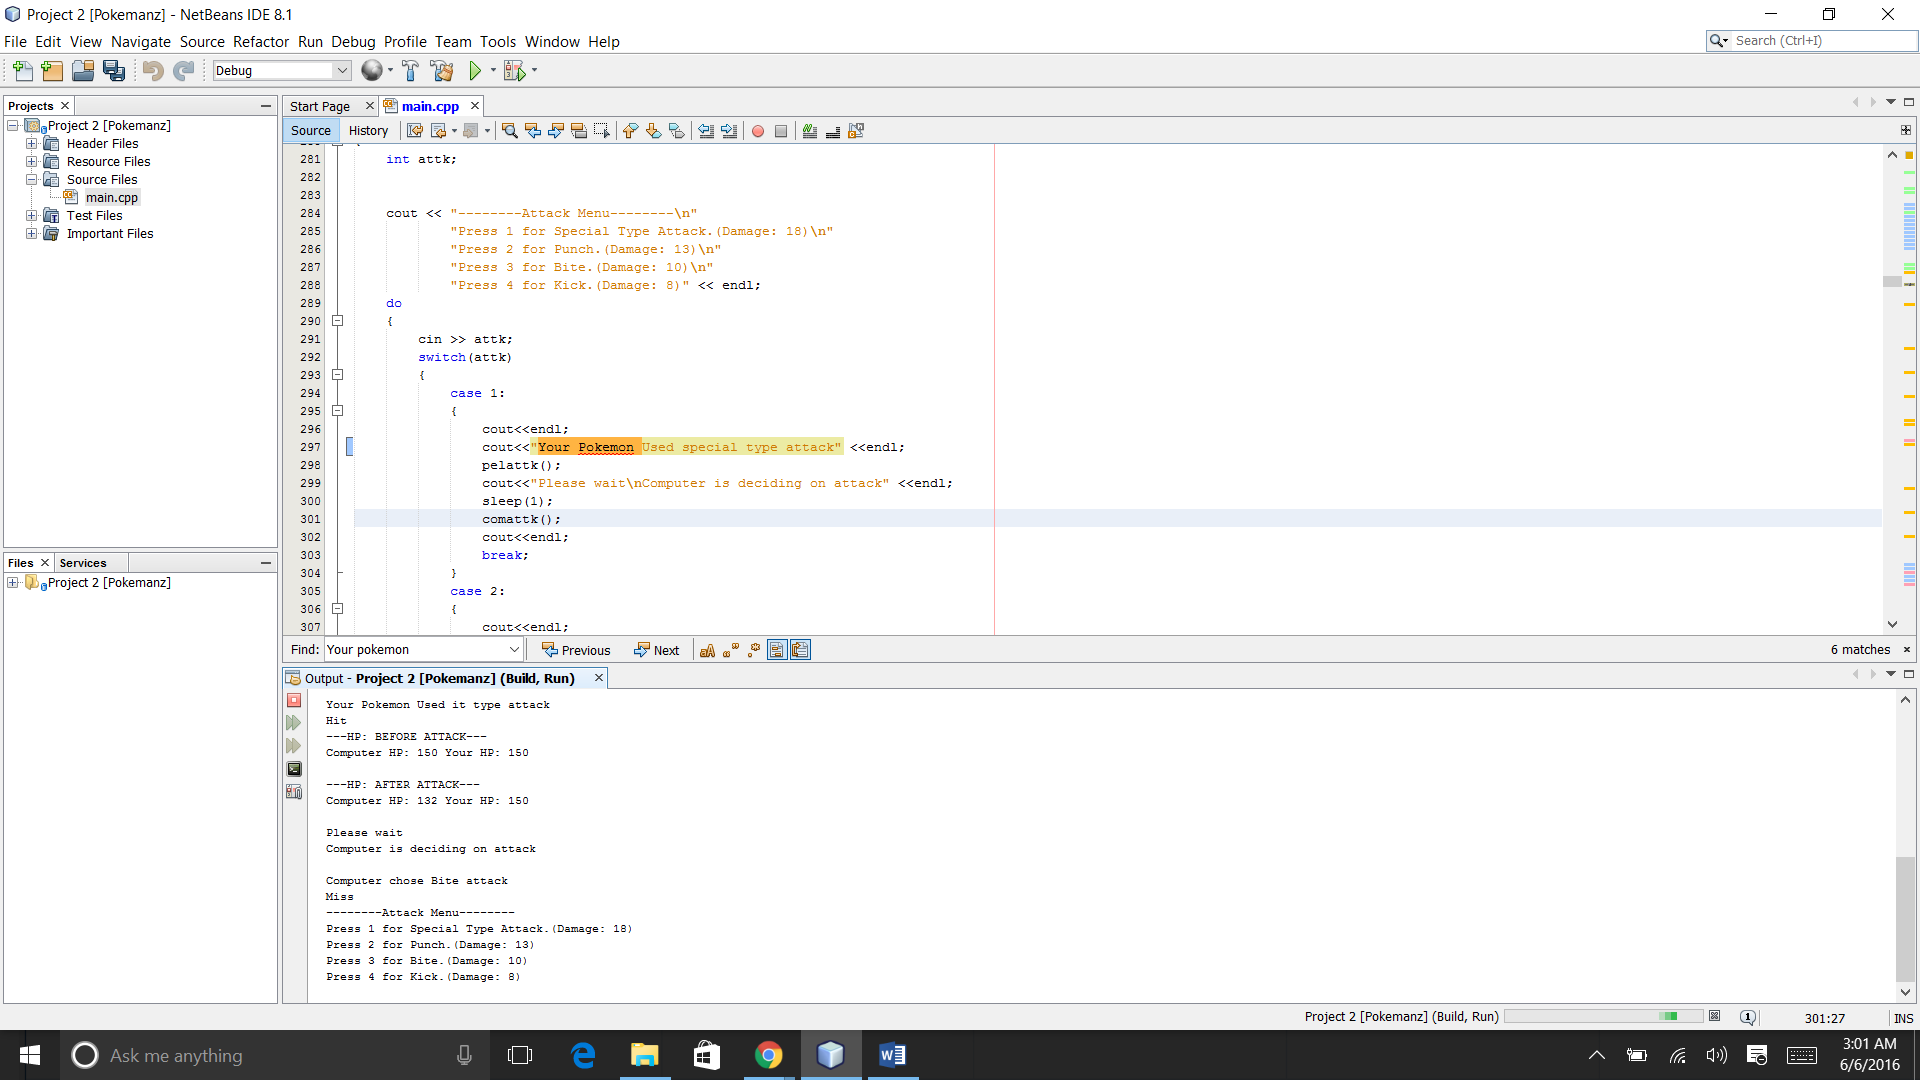 Project 2 [Pokemanz] - NetBeans IDE 8.1
File Edit View Navigate Source Refactor Run Debug Profile Team Tools Window Help
Search (Ctrl+I)
Debug
Projects
Project 2 [Pokemanz]
Header Files
Resource Files
Source Files
main.cpp
Test Files
Important Files
Files Services
Project 2 [Pokemanz]
Start Page main.cpp
Source History
281 int attk;
282
283
284 cout << "--------Attack Menu--------\n"
285 "Press 1 for Special Type Attack.(Damage: 18)\n"
286 "Press 2 for Punch.(Damage: 13)\n"
287 "Press 3 for Bite.(Damage: 10)\n"
288 "Press 4 for Kick.(Damage: 8)" << endl;
289 do
290 {
291 cin >> attk;
292 switch(attk)
293 {
294 case 1:
295 {
296 cout<<endl;
297 cout<<"Your Pokemon Used special type attack" <<endl;
298 pelattk();
299 cout<<"Please wait\nComputer is deciding on attack" <<endl;
300 sleep(1);
301 comattk();
302 cout<<endl;
303 break;
304 }
305 case 2:
306 {
307 cout<<endl;
Find: Your pokemon Previous Next 6 matches
Output - Project 2 [Pokemanz] (Build, Run)
Your Pokemon Used it type attack
Hit
---HP: BEFORE ATTACK---
Computer HP: 150 Your HP: 150
---HP: AFTER ATTACK---
Computer HP: 132 Your HP: 150
Please wait
Computer is deciding on attack
Computer chose Bite attack
Miss
--------Attack Menu--------
Press 1 for Special Type Attack.(Damage: 18)
Press 2 for Punch.(Damage: 13)
Press 3 for Bite.(Damage: 10)
Press 4 for Kick.(Damage: 8)
Project 2 [Pokemanz] (Build, Run) 301:27 INS
Ask me anything
3:01 AM
6/6/2016